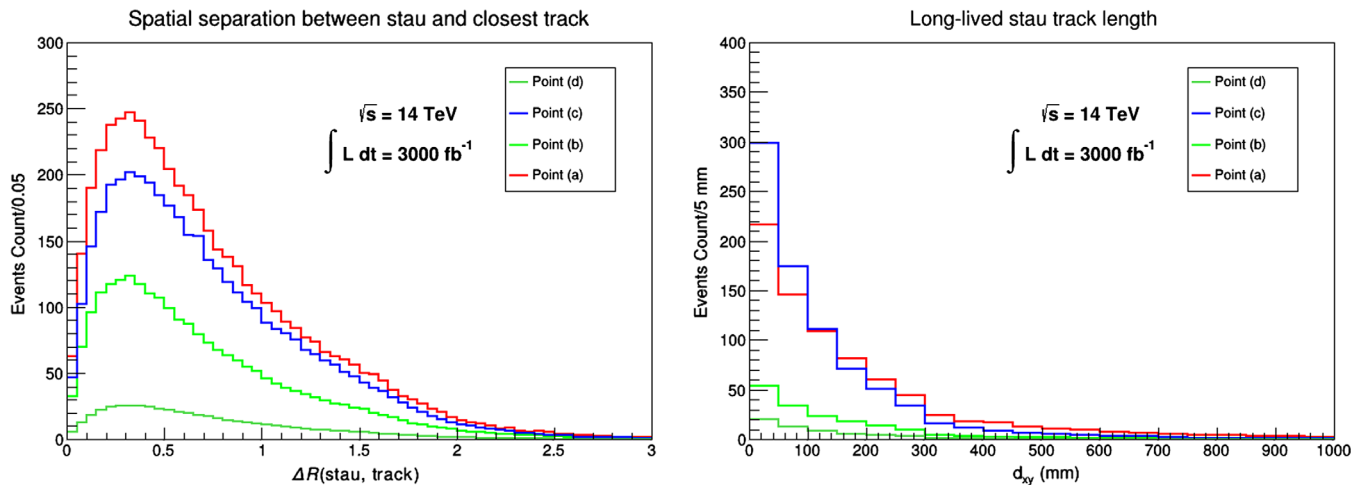 Spatial separation between stau and closest track
300
250
200
150
100
50
0
Events Count/0.05
Point (d)
Point (c)
Point (b)
Point (a)
√s = 14 TeV
∫ L dt = 3000 fb⁻¹
0 0.5 1 1.5 2 2.5 3
ΔR(stau, track)
Long-lived stau track length
400
350
300
250
200
150
100
50
0
Events Count/5 mm
Point (d)
Point (c)
Point (b)
Point (a)
√s = 14 TeV
∫ L dt = 3000 fb⁻¹
0 100 200 300 400 500 600 700 800 900 1000
d_xy (mm)